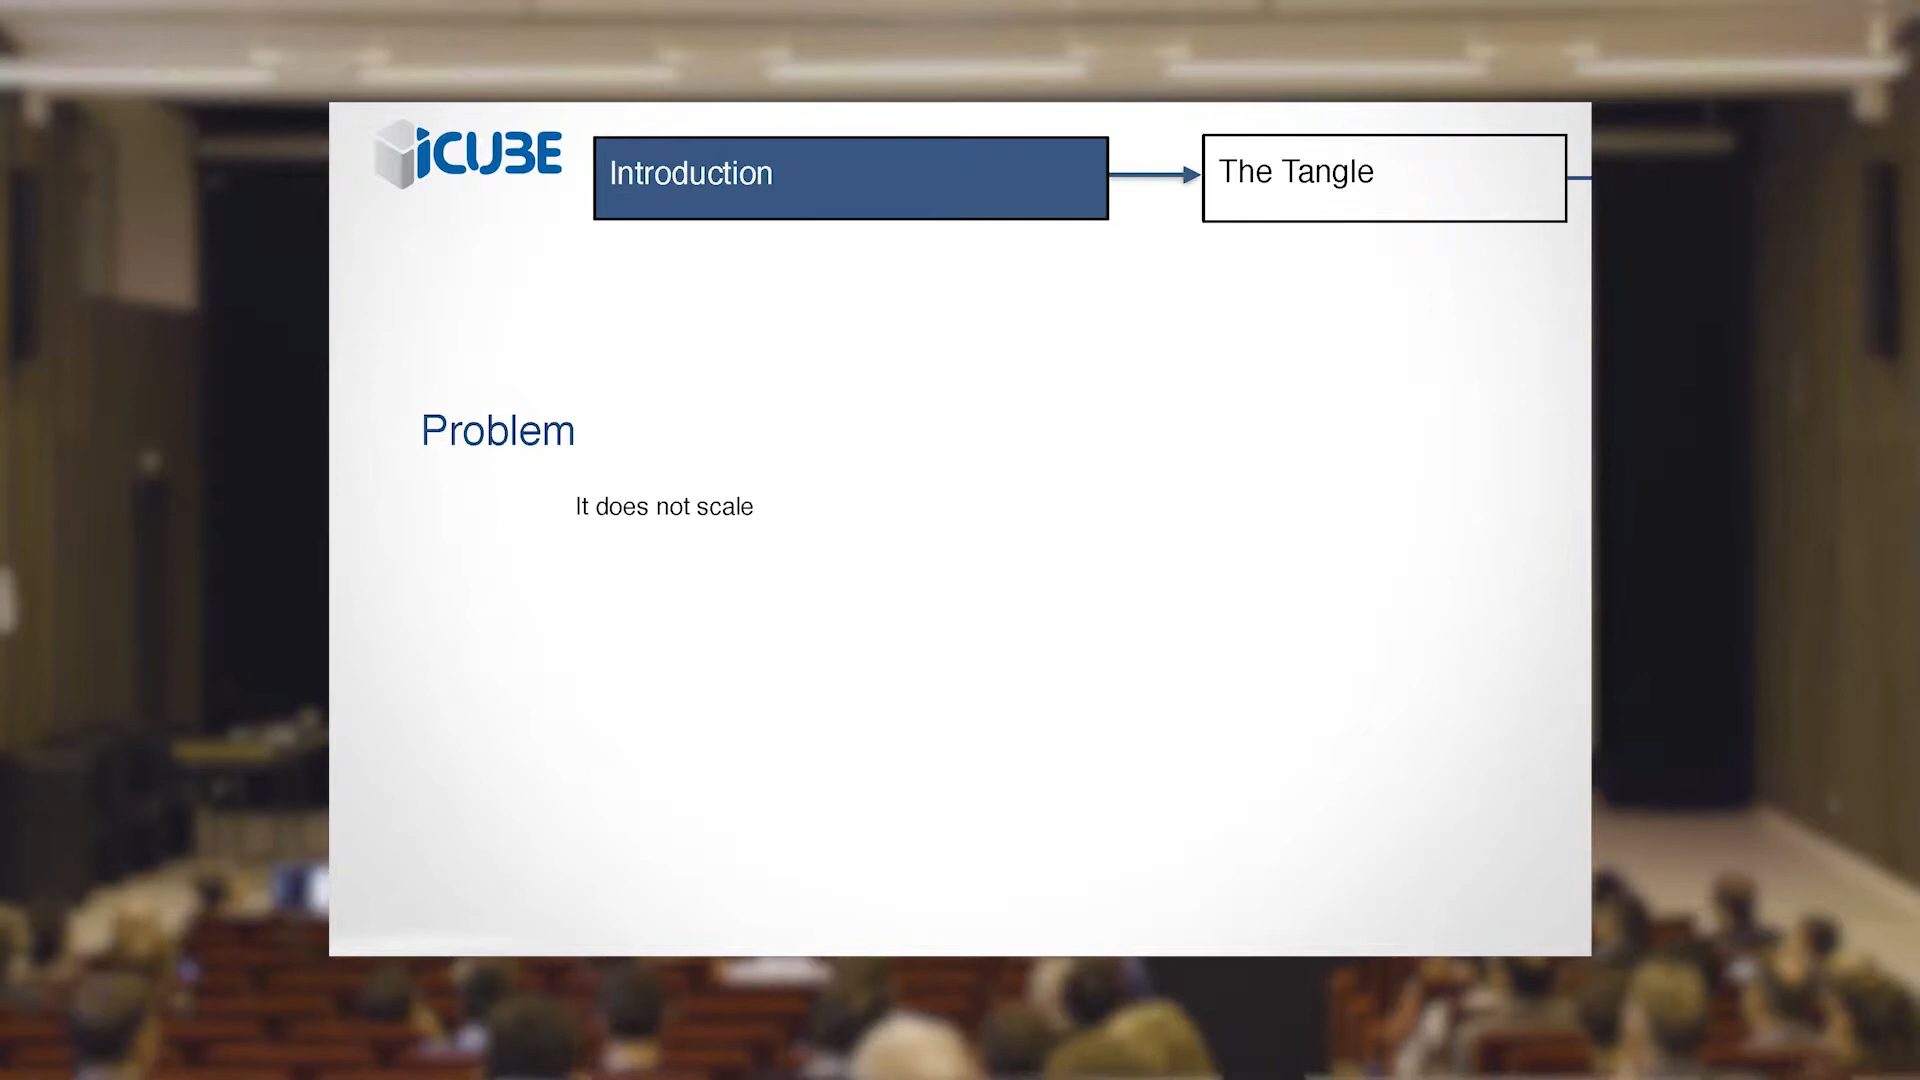 iCUBE
Introduction
The Tangle
Problem
It does not scale